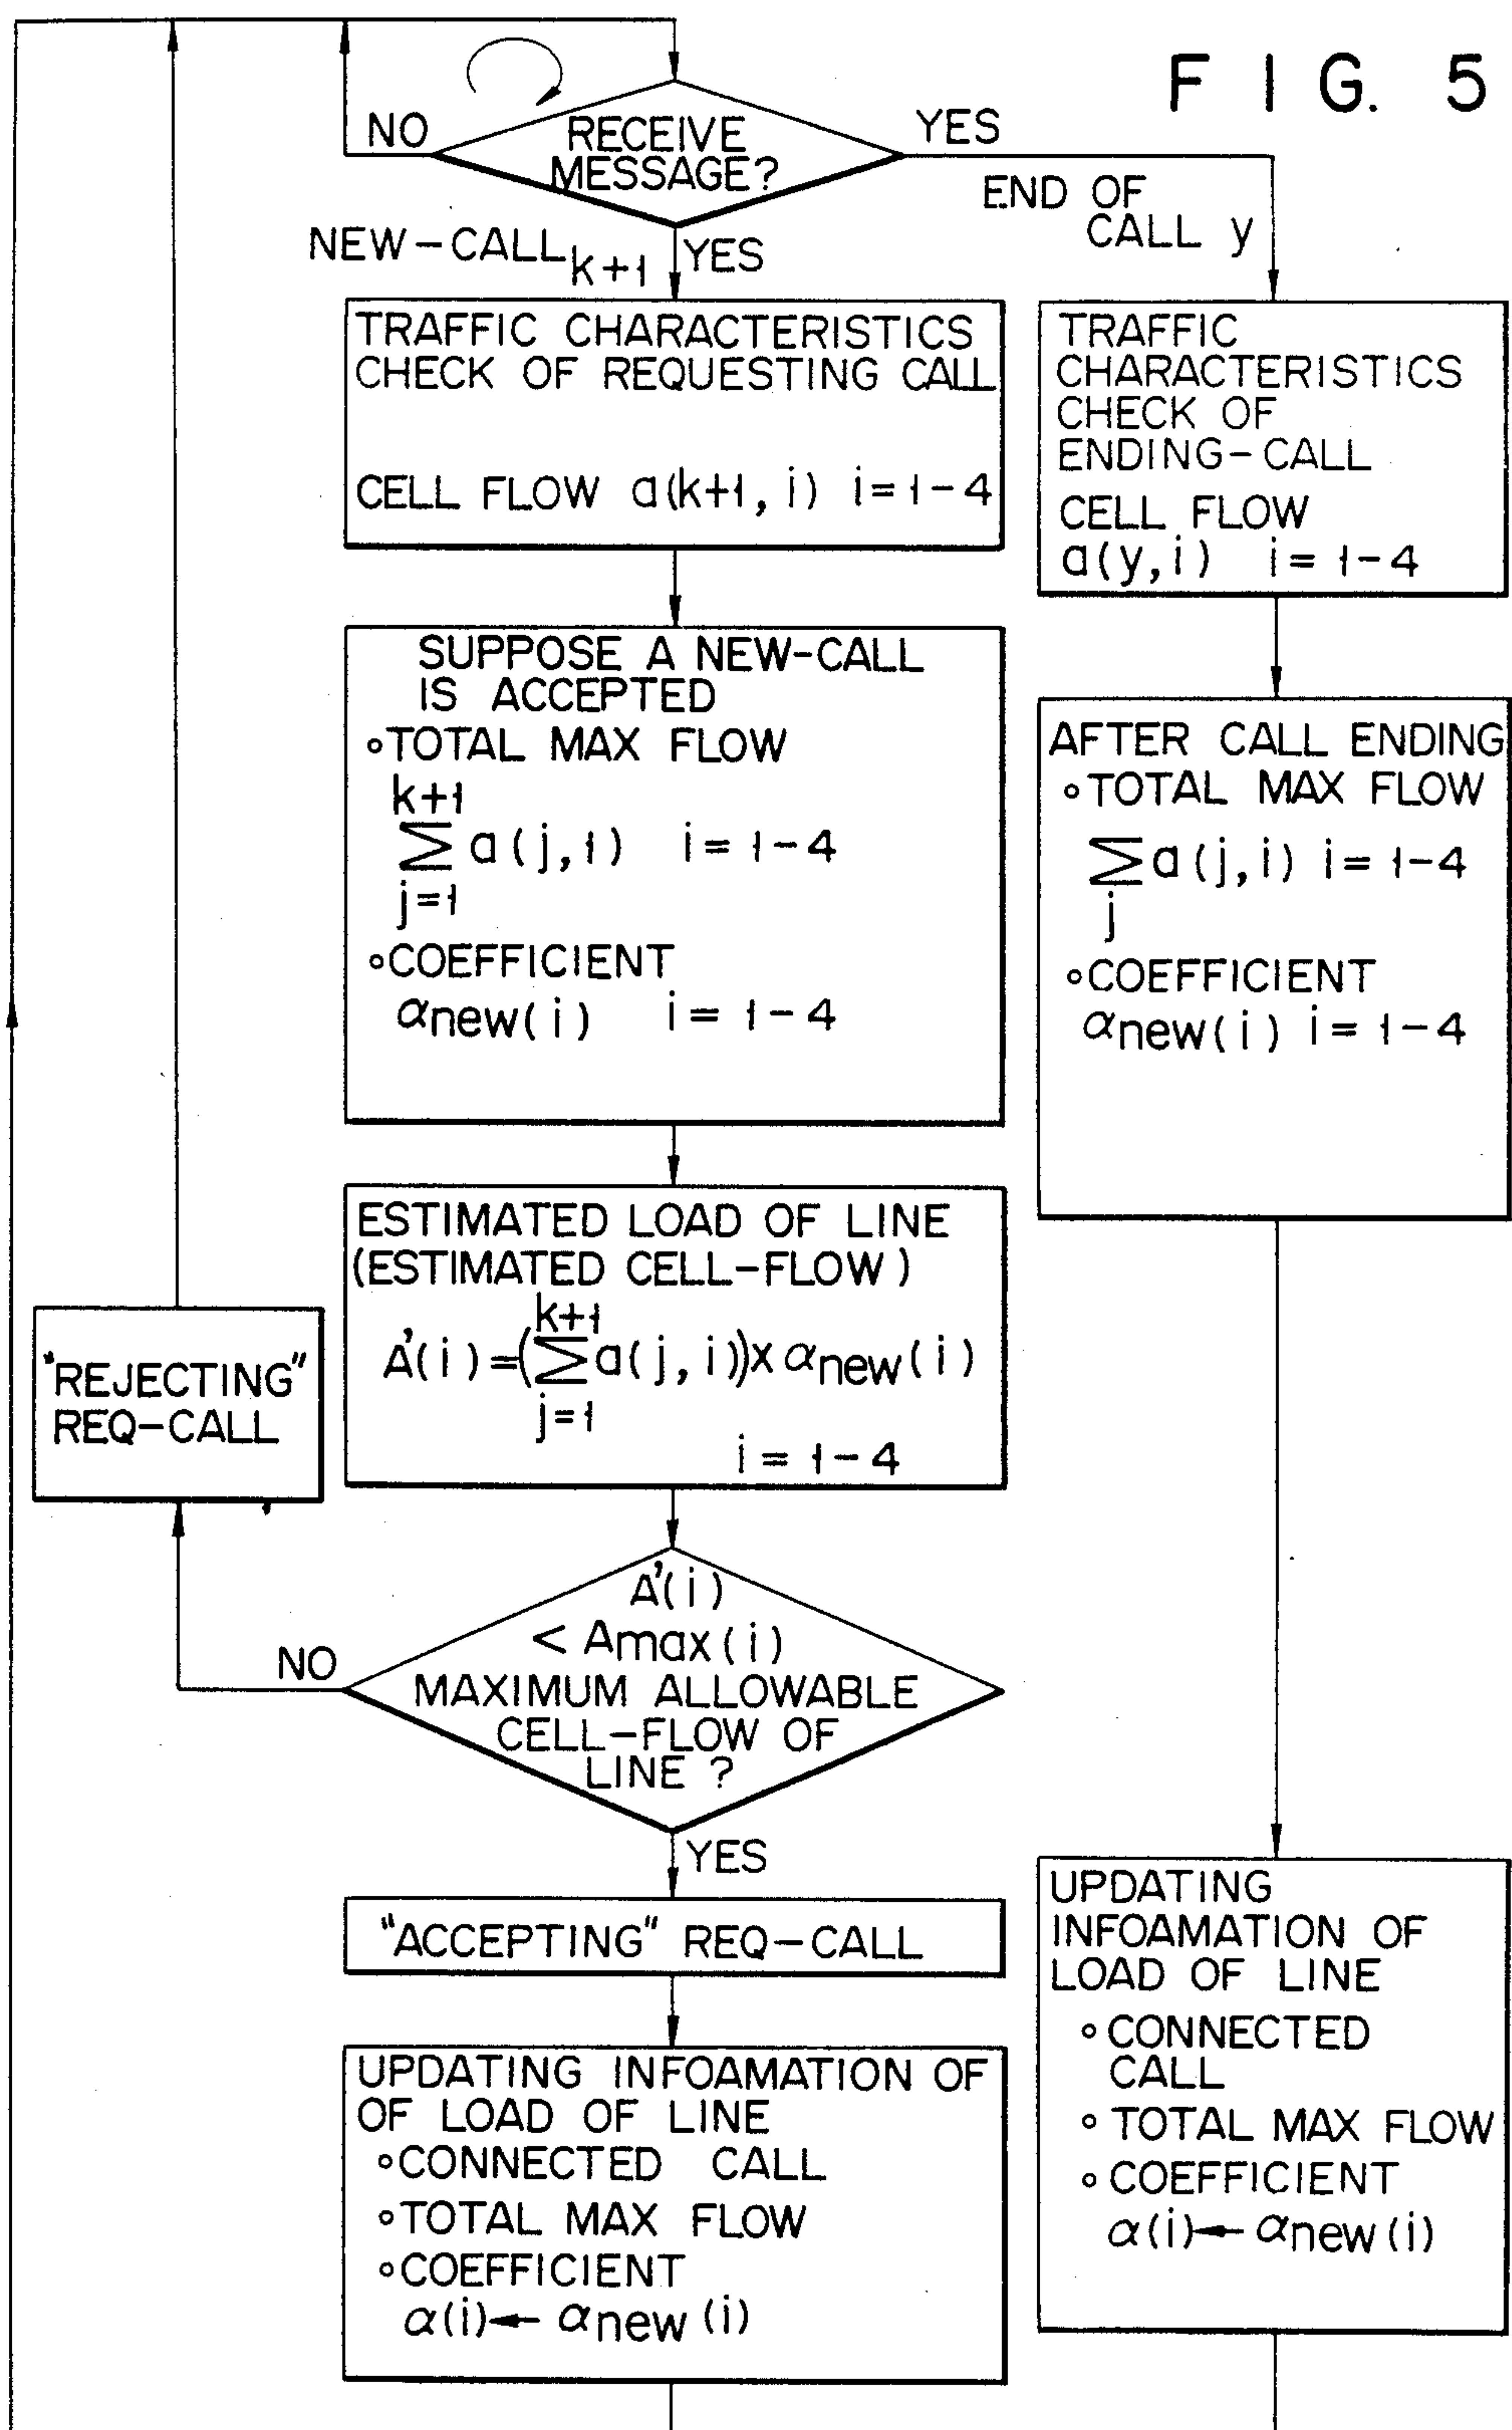 F I G. 5
RECEIVE
MESSAGE?
NO
YES
END OF
CALL y
NEW-CALL k+1
YES
TRAFFIC CHARACTERISTICS
CHECK OF REQUESTING CALL
CELL FLOW a(k+1, i) i=1-4
SUPPOSE A NEW-CALL
IS ACCEPTED
∘TOTAL MAX FLOW
k+1
∑ a(j,1) i=1-4
j=1
∘COEFFICIENT
αnew(i) i=1-4
ESTIMATED LOAD OF LINE
(ESTIMATED CELL-FLOW)
k+1
A'(i)=(∑a(j,i))×αnew(i)
j=1
i=1-4
A'(i)
< Amax(i)
MAXIMUM ALLOWABLE
CELL-FLOW OF
LINE ?
NO
"REJECTING"
REQ-CALL
YES
"ACCEPTING" REQ-CALL
UPDATING INFOAMATION OF
OF LOAD OF LINE
∘CONNECTED CALL
∘TOTAL MAX FLOW
∘COEFFICIENT
α(i)← αnew(i)
TRAFFIC
CHARACTERISTICS
CHECK OF
ENDING-CALL
CELL FLOW
a(y,i) i=1-4
AFTER CALL ENDING
∘TOTAL MAX FLOW
∑a(j,i) i=1-4
j
∘COEFFICIENT
αnew(i) i=1-4
UPDATING
INFOAMATION OF
LOAD OF LINE
∘CONNECTED
CALL
∘TOTAL MAX FLOW
∘COEFFICIENT
α(i)← αnew(i)